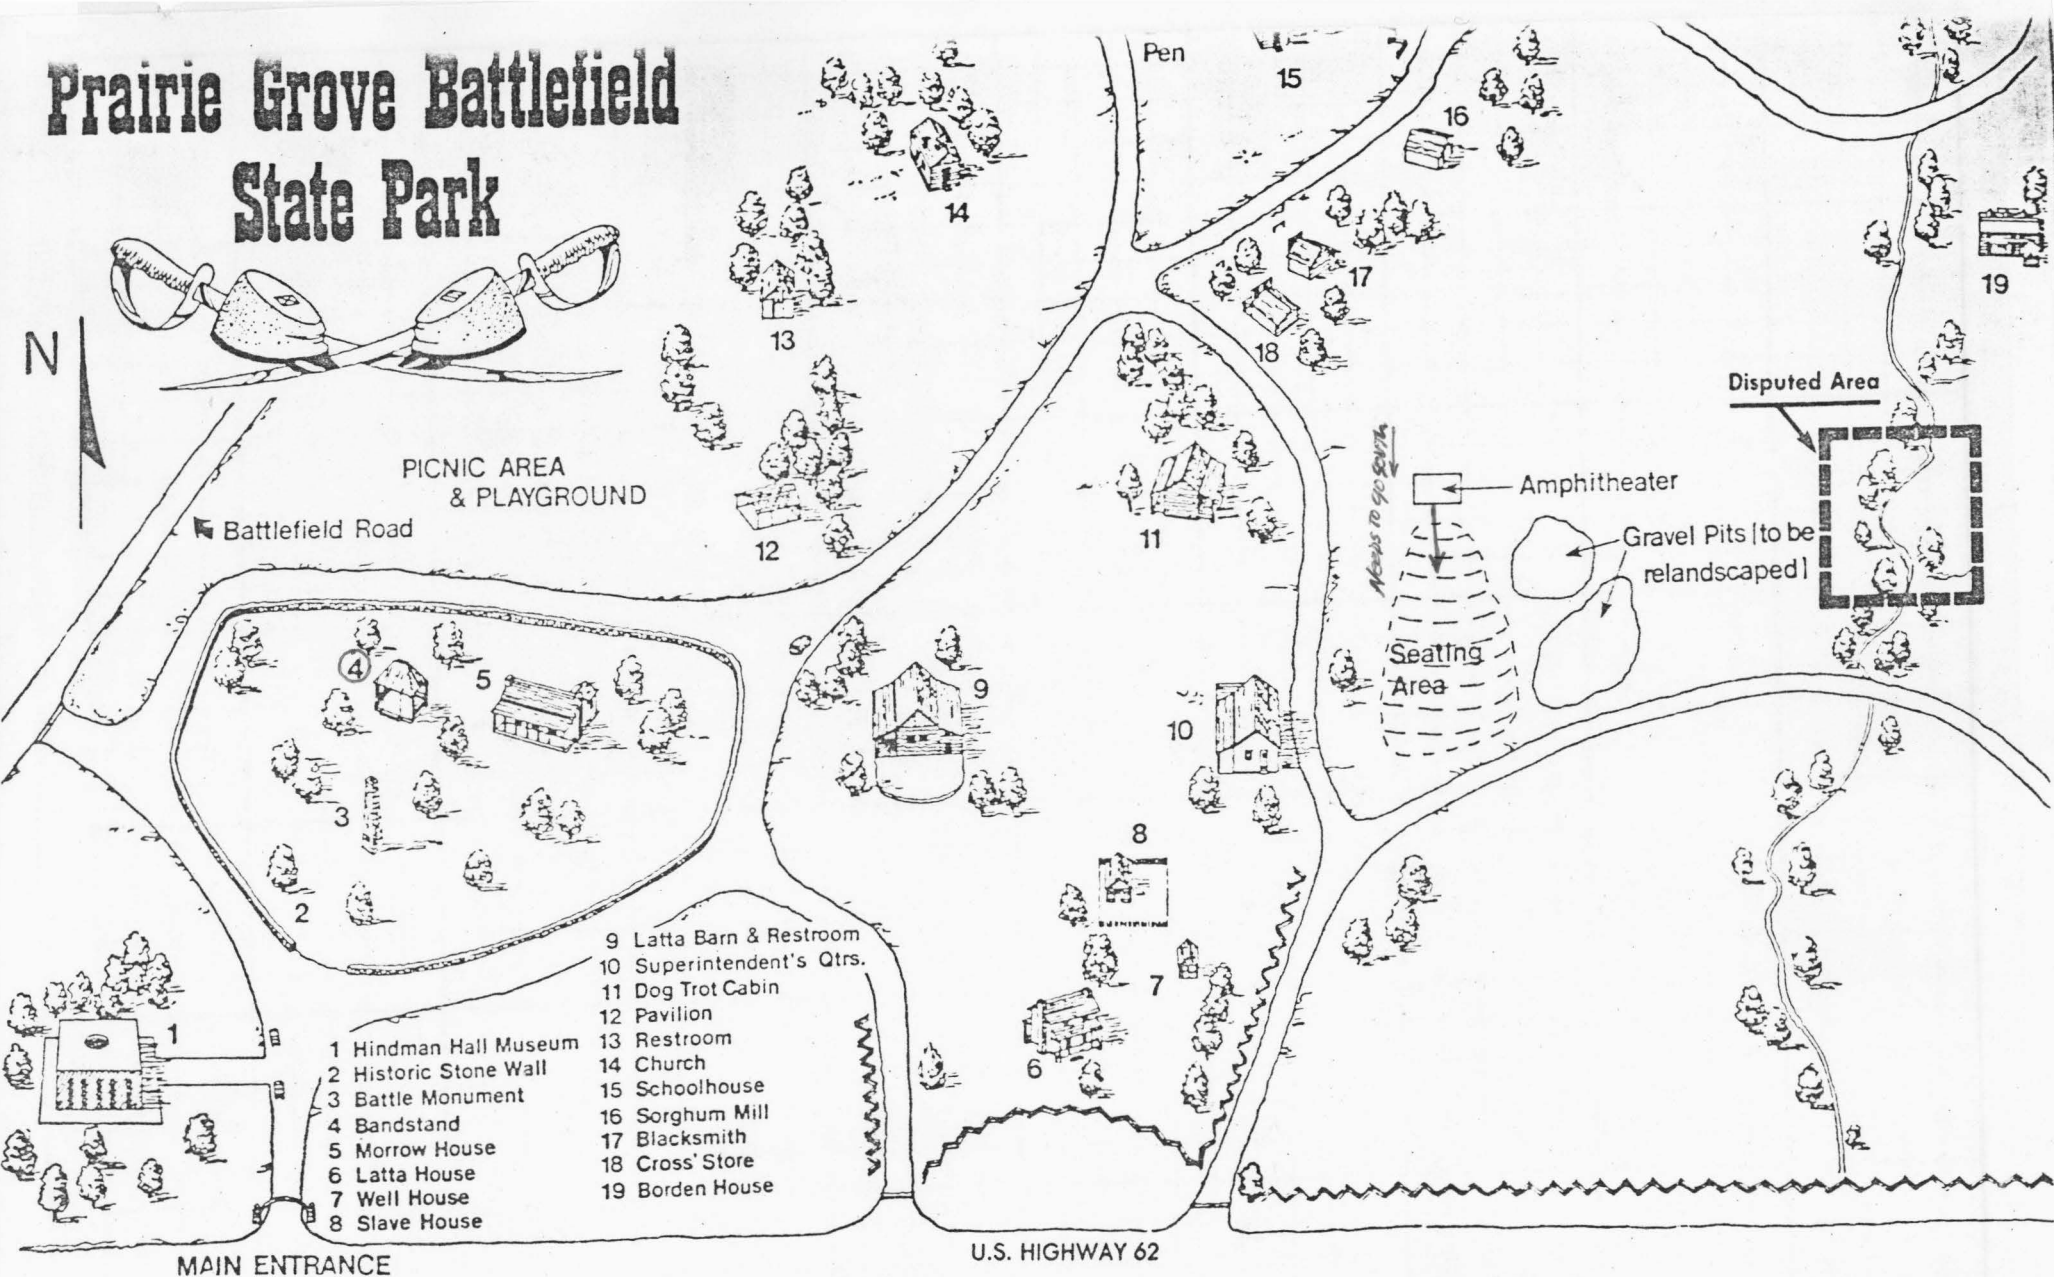 Prairie Grove Battlefield
State Park
N
Pen
15
16
14
17
18
13
19
Disputed Area
PICNIC AREA
& PLAYGROUND
Battlefield Road
12
11
Needs to go south
Amphitheater
Gravel Pits (to be
relandscaped)
Seating
Area
4
5
9
10
3
8
2
7
6
1
1 Hindman Hall Museum
2 Historic Stone Wall
3 Battle Monument
4 Bandstand
5 Morrow House
6 Latta House
7 Well House
8 Slave House
9 Latta Barn & Restroom
10 Superintendent's Qtrs.
11 Dog Trot Cabin
12 Pavilion
13 Restroom
14 Church
15 Schoolhouse
16 Sorghum Mill
17 Blacksmith
18 Cross' Store
19 Borden House
MAIN ENTRANCE
U.S. HIGHWAY 62